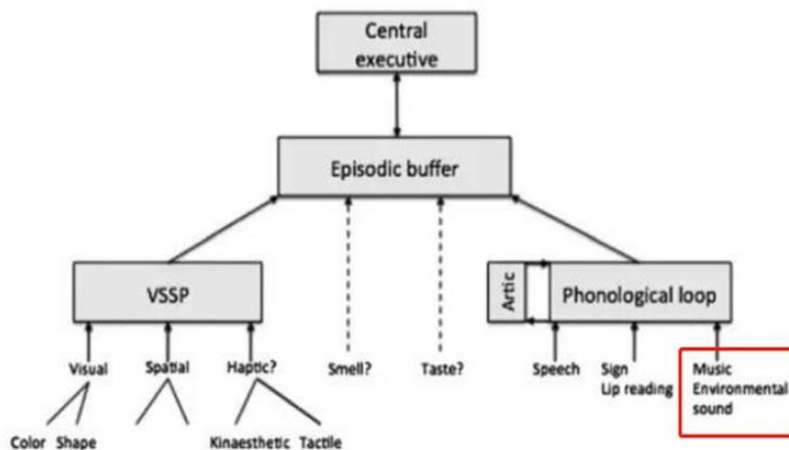 Central
executive
Episodic buffer
VSSP
Artic
Phonological loop
Visual
Spatial
Haptic?
Smell?
Taste?
Speech
Sign
Lip reading
Music
Environmental
sound
Color
Shape
Kinaesthetic
Tactile